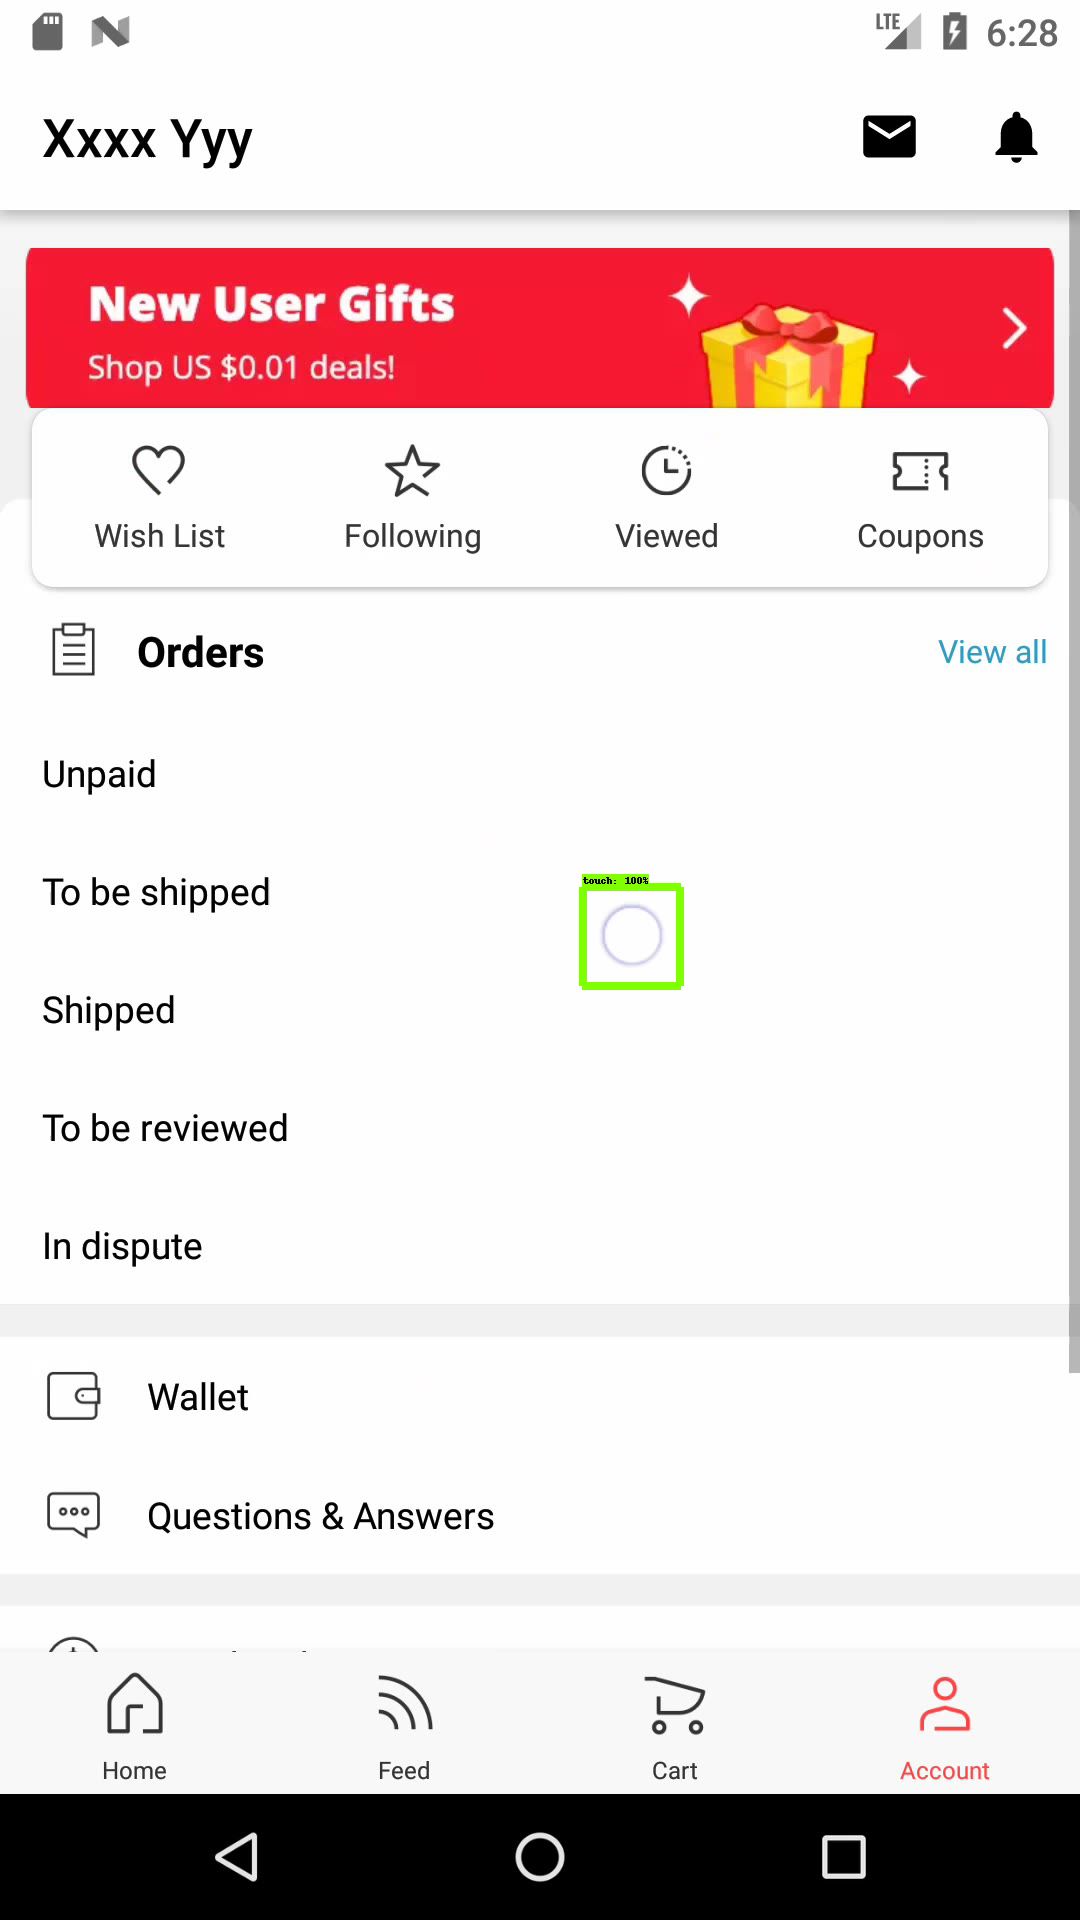 LTE 6:28
Xxxx Yyy
New User Gifts
Shop US $0.01 deals!
Wish List Following Viewed Coupons
Orders View all
Unpaid
touch: 100%
To be shipped
Shipped
To be reviewed
In dispute
Wallet
Questions & Answers
Home Feed Cart Account